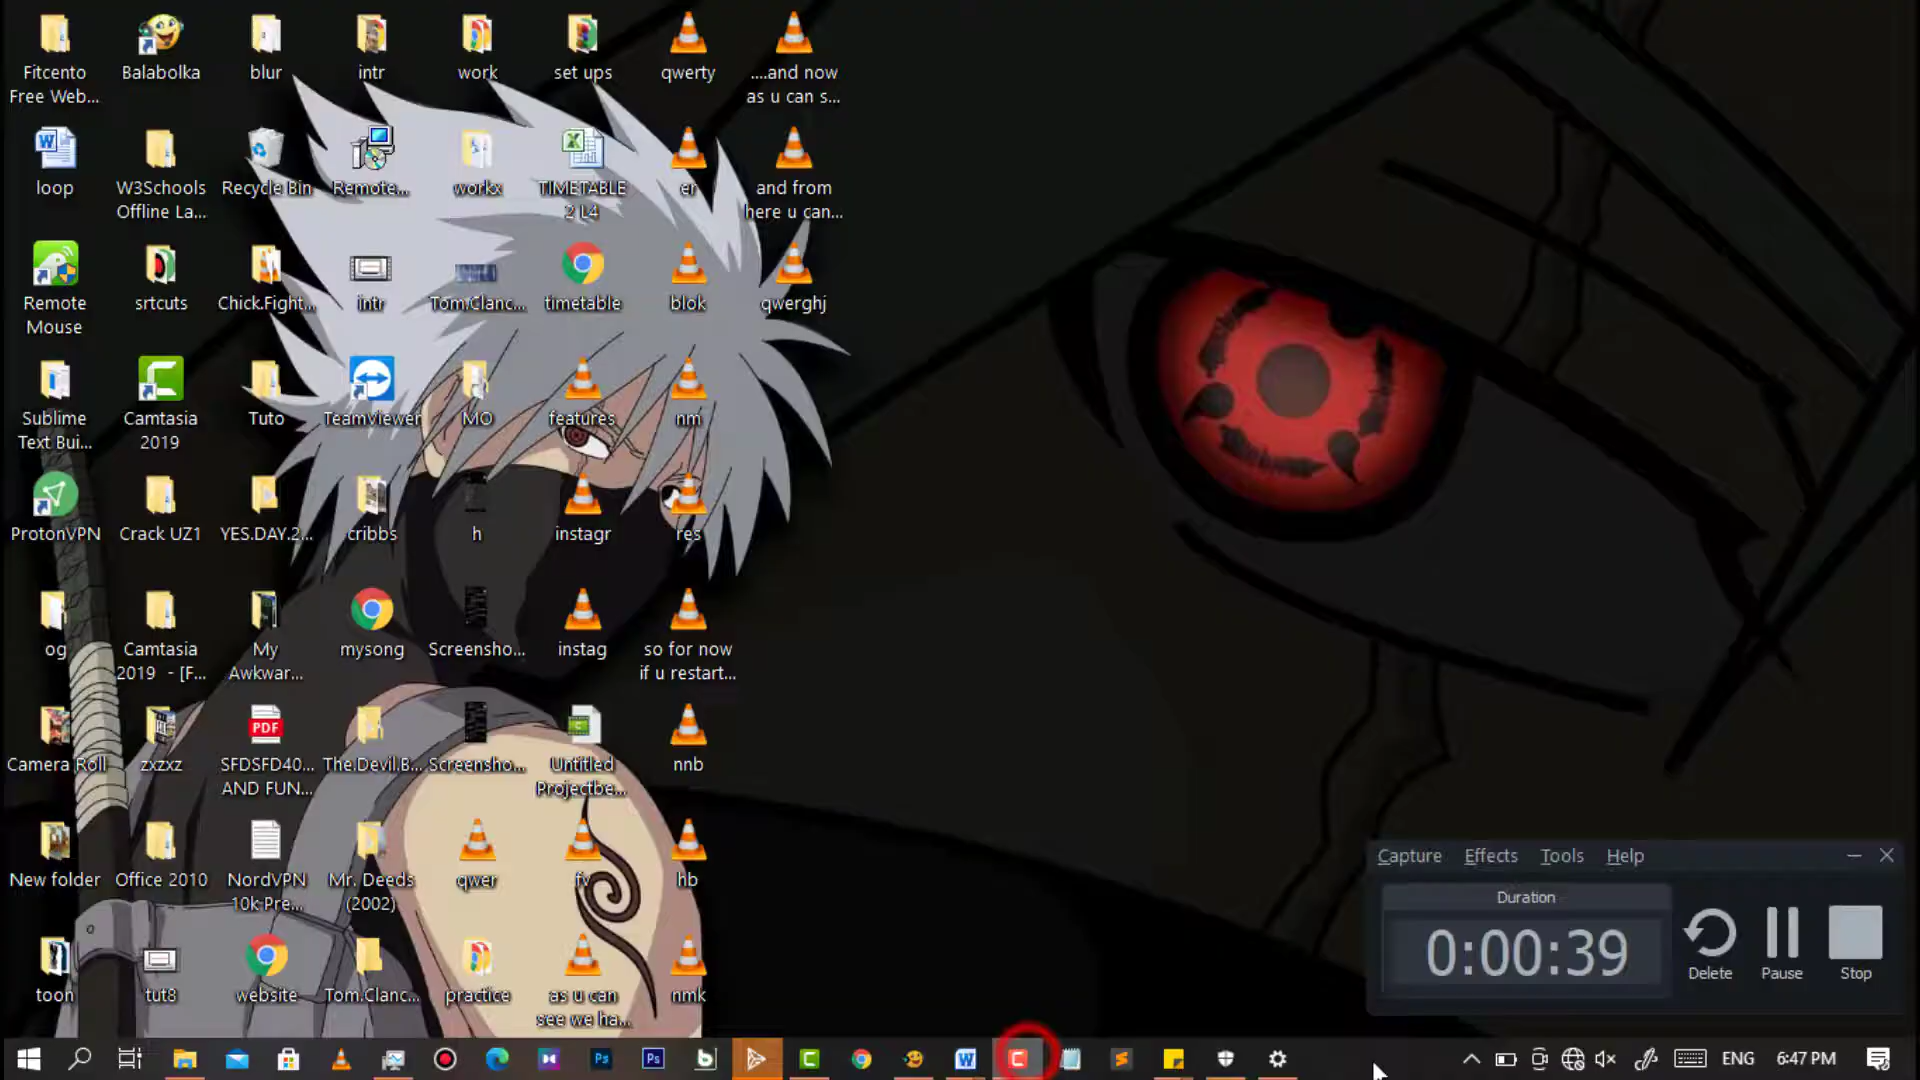 Fitcento
Free Web...
Balabolka
blur
intr
work
set ups
qwerty
....and now
as u can s...
loop
W3Schools
Offline La...
Recycle Bin
Remote...
workx
TIMETABLE
2 L4
er
and from
here u can...
Remote
Mouse
srtcuts
Chick.Fight...
intr
Tom.Clanc...
timetable
blok
qwerghj
Sublime
Text Bui...
Camtasia
2019
Tuto
TeamViewer
MO
features
nm
ProtonVPN
Crack UZ1
YES.DAY.2...
cribbs
h
instagr
res
og
Camtasia
2019 - [F...
My
Awkwar...
mysong
Screensho...
instag
so for now
if u restart...
Camera Roll
zxzxz
PDF
SFDSFD40...
AND FUN...
The.Devil.B...
Screensho...
Untitled
Projectbe...
nnb
New folder
Office 2010
NordVPN
10k Pre...
Mr. Deeds
(2002)
qwer
fv
hb
toon
tut8
website
Tom.Clanc...
practice
as u can
see we ha...
nmk
Capture Effects Tools Help
Duration
0:00:39
Delete
Pause
Stop
ENG
6:47 PM